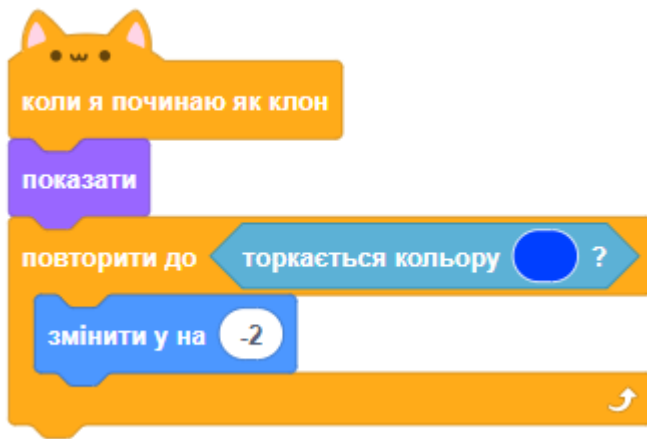 коли я починаю як клон
показати
повторити до торкається кольору ?
змінити y на -2